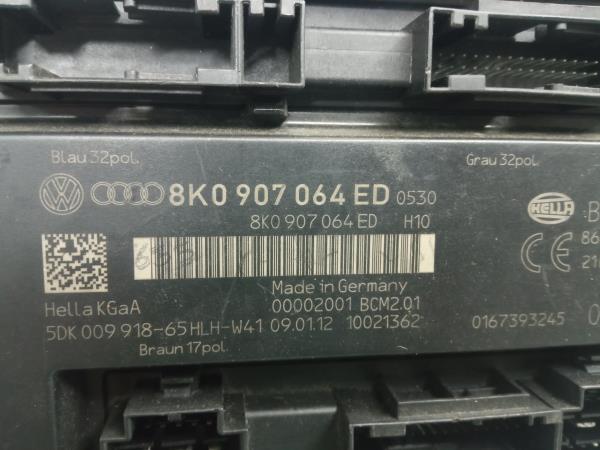 Blau 32pol.
Grau 32pol.
8K0 907 064 ED 0530
8K0 907 064 ED H10
HELLA
CE
Made in Germany
Hella KGaA
00002001 BCM2.01
5DK 009 918-65 HLH-W41 09.01.12 10021362
0167393245
Braun 17pol.